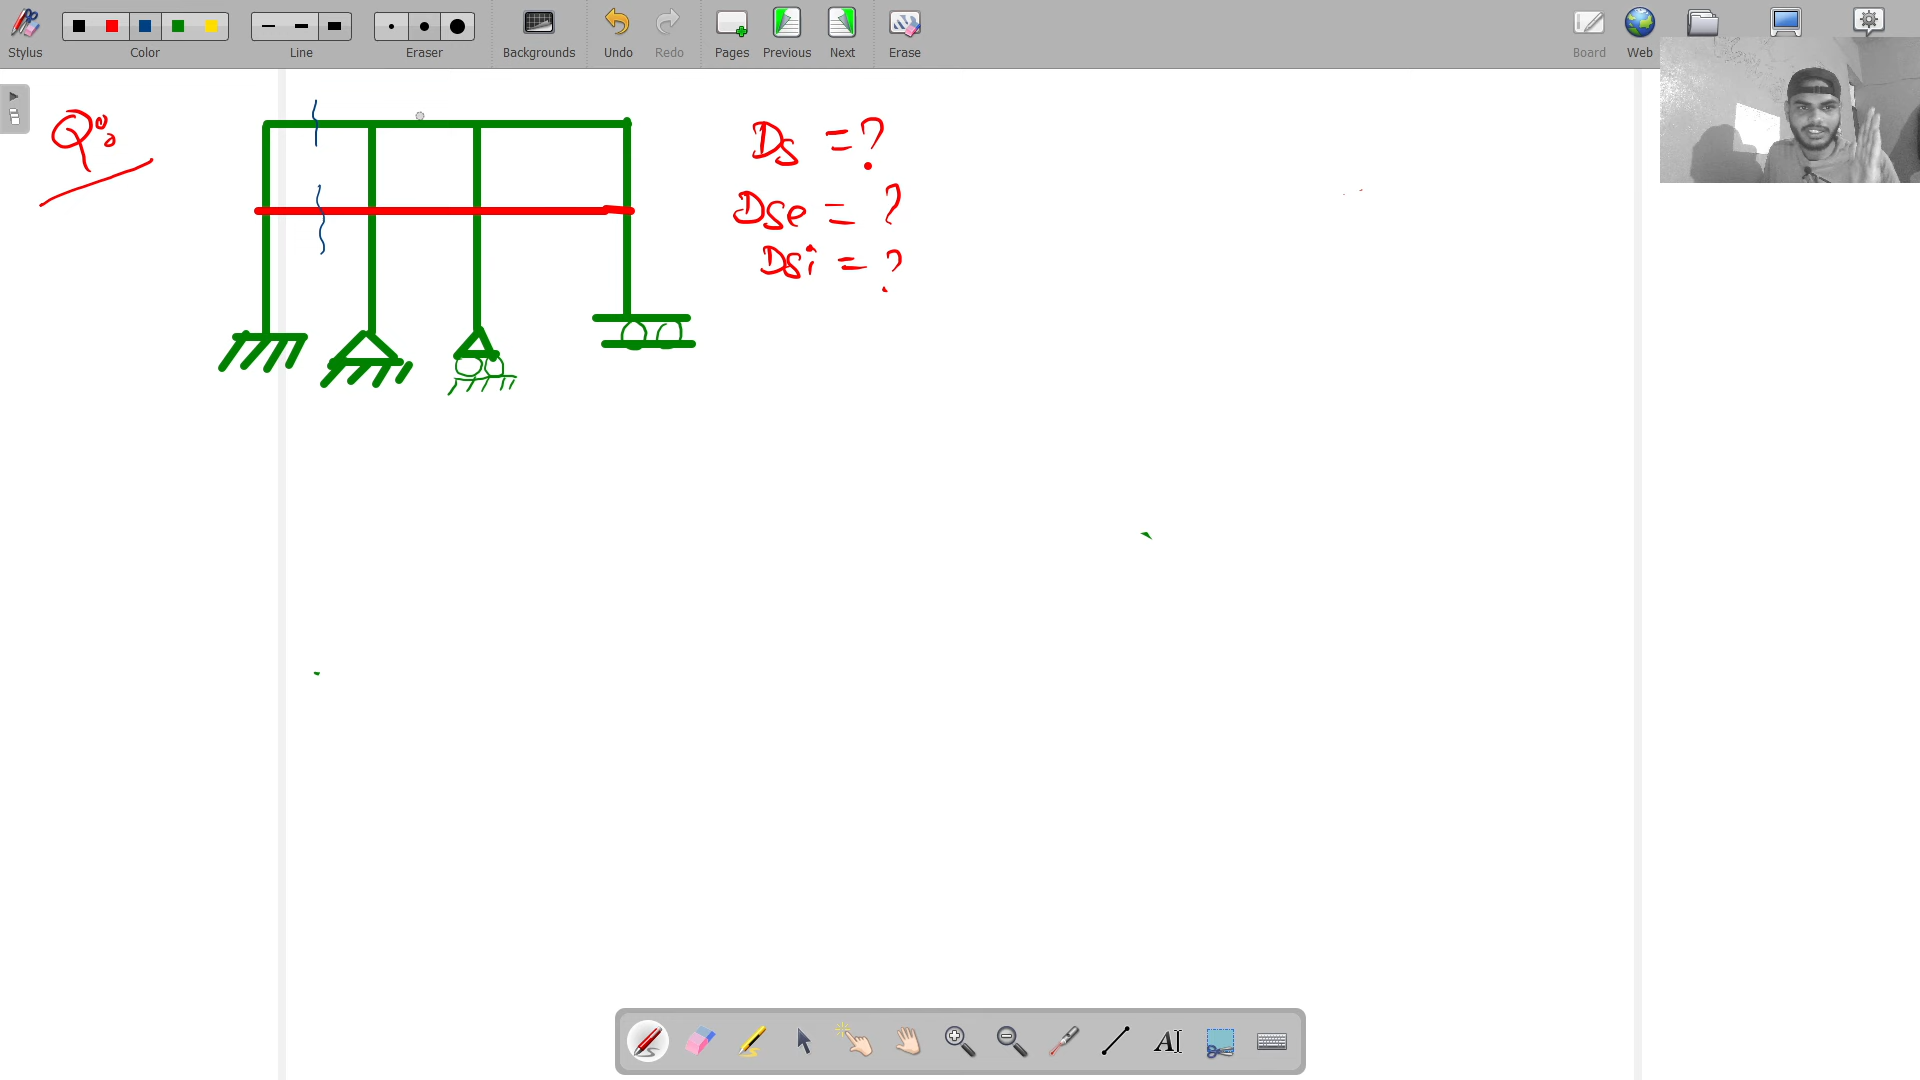 Stylus Color Line Eraser Backgrounds Undo Redo Pages Previous Next Erase Board Web
Q:
Ds = ?
Dse = ?
Dsi = ?